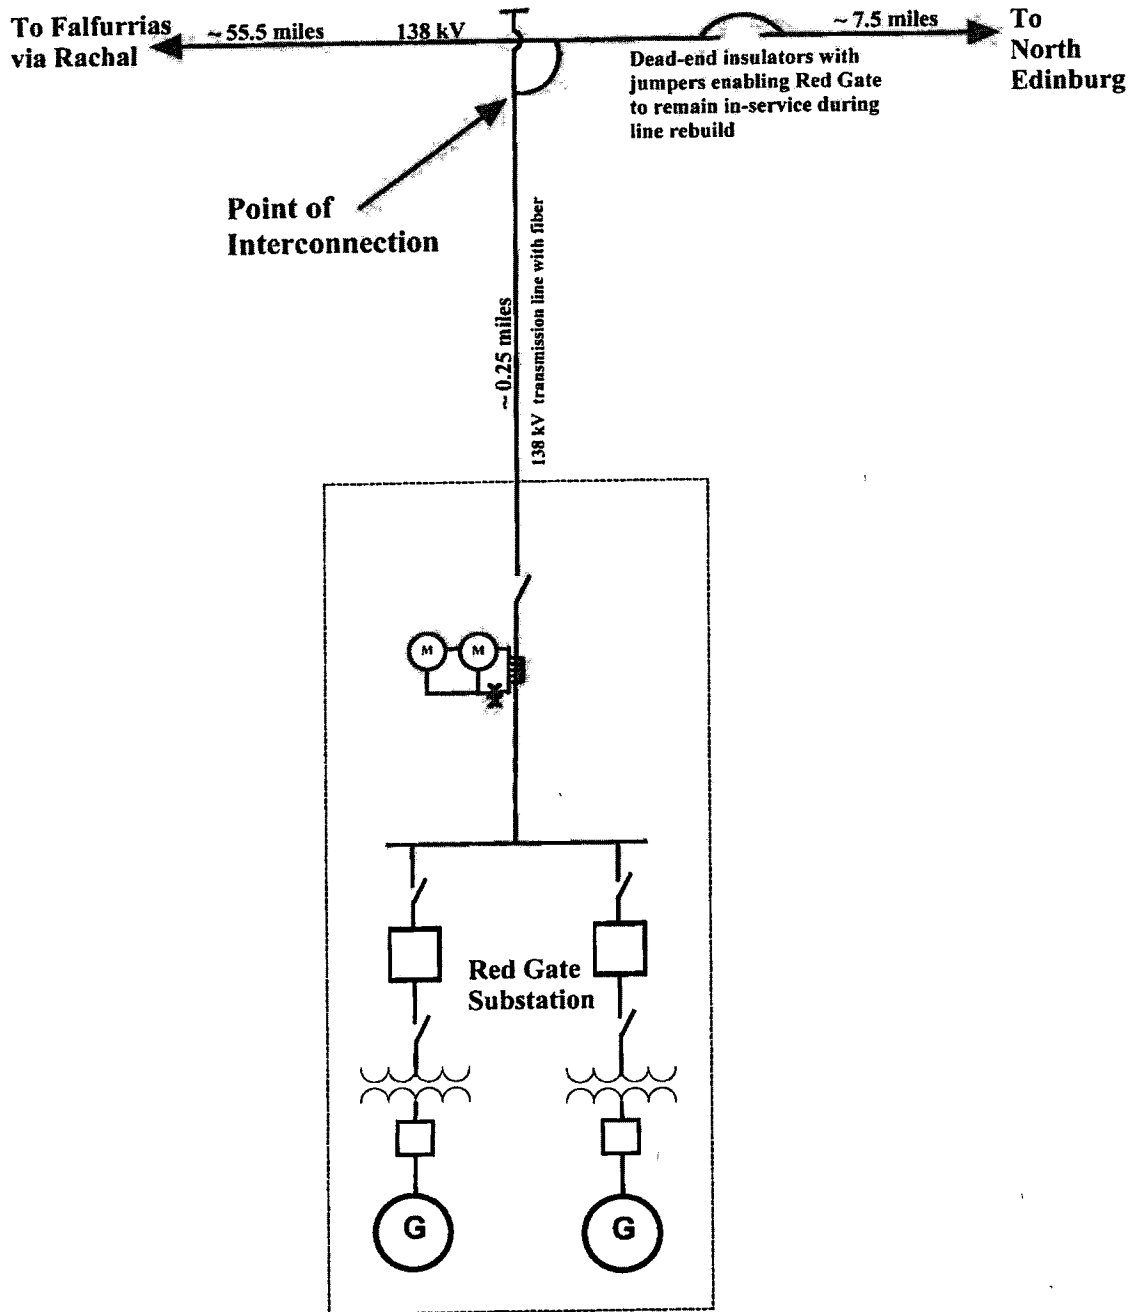 To Falfurrias
via Rachal
~ 55.5 miles
138 kV
~ 7.5 miles
To
North
Edinburg
Dead-end insulators with
jumpers enabling Red Gate
to remain in-service during
line rebuild
Point of
Interconnection
~ 0.25 miles
138 kV transmission line with fiber
M
M
Red Gate
Substation
G
G